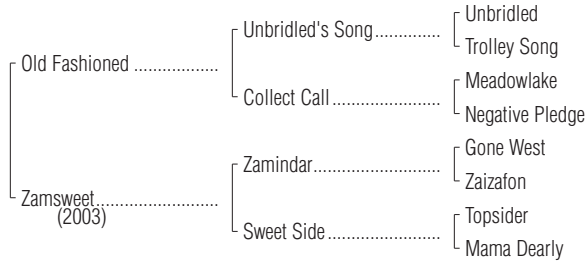 Unbridled
Unbridled's Song..............
Trolley Song
Old Fashioned ..................
Meadowlake
Collect Call.......................
Negative Pledge
Gone West
Zamindar...........................
Zaizafon
Zamsweet..........................
(2003)
Topsider
Sweet Side ........................
Mama Dearly